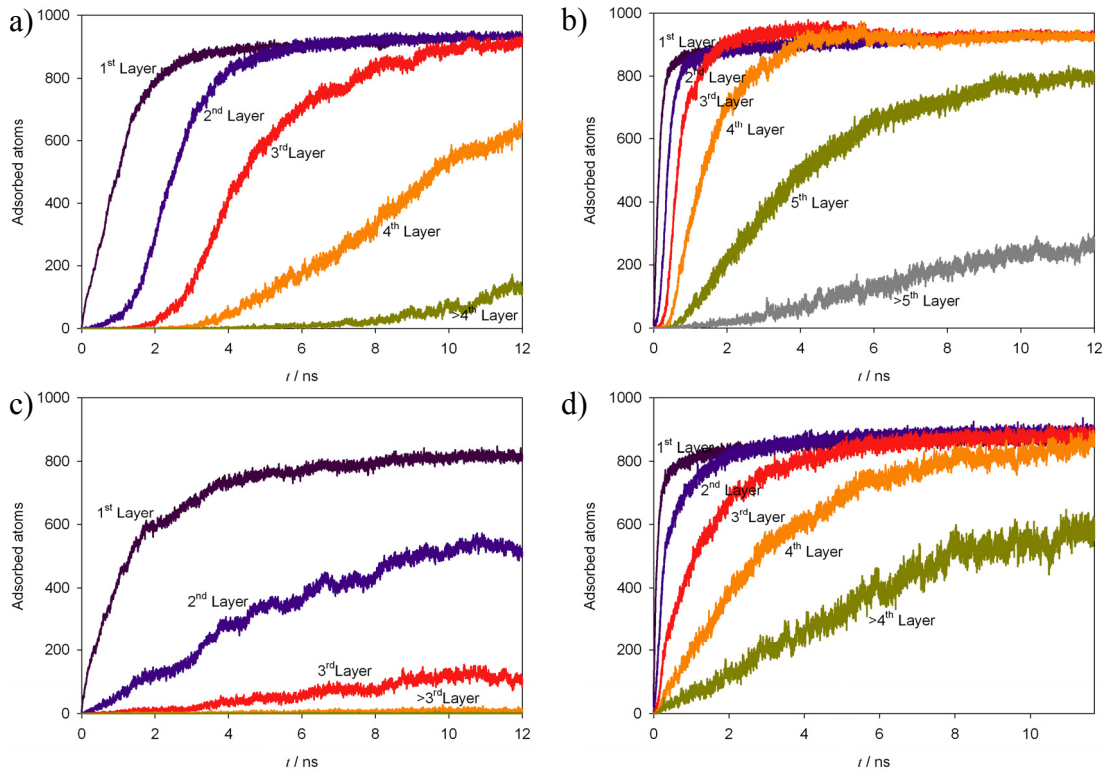 a)
1000
800
600
400
200
0
Adsorbed atoms
1st Layer
2nd Layer
3rdLayer
4th Layer
>4th Layer
0 2 4 6 8 10 12
t / ns
b)
1000
800
600
400
200
0
Adsorbed atoms
1st Layer
2nd Layer
3rd Layer
4th Layer
5th Layer
>5th Layer
0 2 4 6 8 10 12
t / ns
c)
1000
800
600
400
200
0
Adsorbed atoms
1st Layer
2nd Layer
3rdLayer
>3rdLayer
0 2 4 6 8 10 12
t / ns
d)
1000
800
600
400
200
0
Adsorbed atoms
1st Layer
2nd Layer
3rdLayer
4th Layer
>4th Layer
0 2 4 6 8 10
t / ns